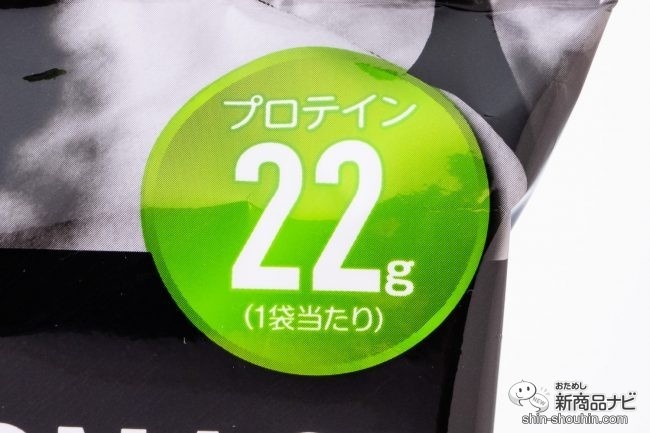 プロテイン
22g
(1袋当たり)
おためし
新商品ナビ
shin-shouhin.com